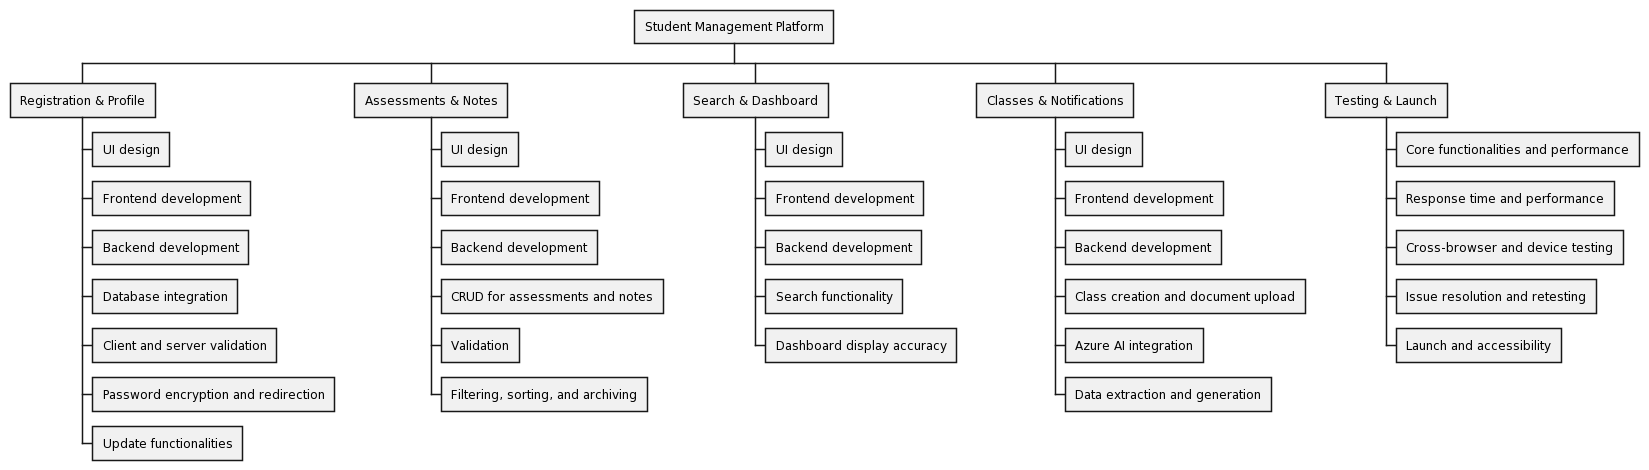 Student Management Platform
Registration & Profile
UI design
Frontend development
Backend development
Database integration
Client and server validation
Password encryption and redirection
Update functionalities
Assessments & Notes
UI design
Frontend development
Backend development
CRUD for assessments and notes
Validation
Filtering, sorting, and archiving
Search & Dashboard
UI design
Frontend development
Backend development
Search functionality
Dashboard display accuracy
Classes & Notifications
UI design
Frontend development
Backend development
Class creation and document upload
Azure AI integration
Data extraction and generation
Testing & Launch
Core functionalities and performance
Response time and performance
Cross-browser and device testing
Issue resolution and retesting
Launch and accessibility